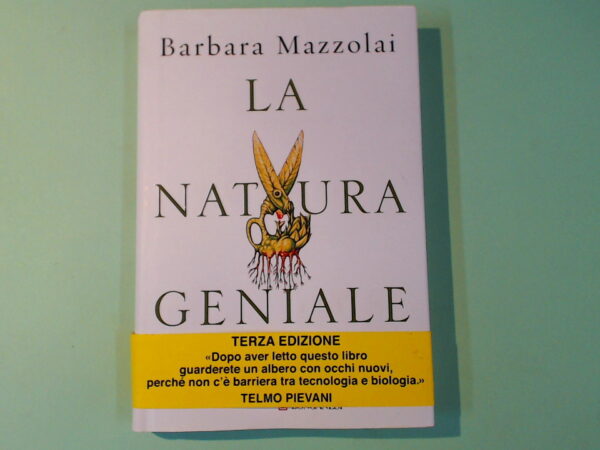 Barbara Mazzolai
LA
NATURA
GENIALE
TERZA EDIZIONE
«Dopo aver letto questo libro
guarderete un albero con occhi nuovi,
perché non c'è barriera tra tecnologia e biologia.»
TELMO PIEVANI